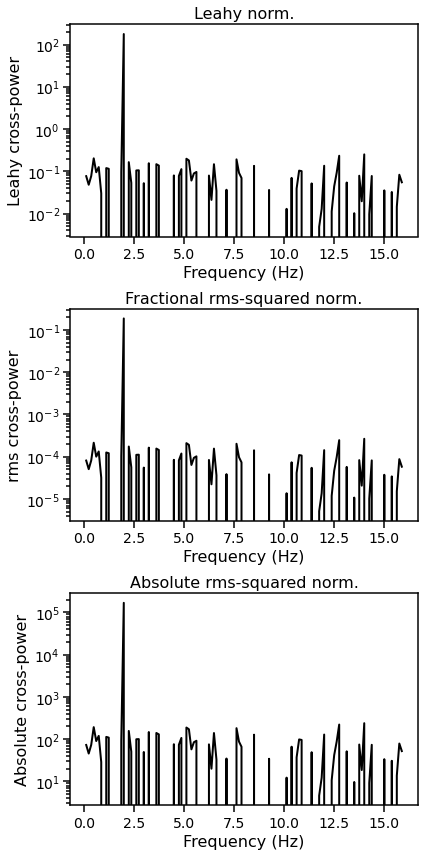 Leahy norm.
Leahy cross-power
10²
10¹
10⁰
10⁻¹
10⁻²
0.0 2.5 5.0 7.5 10.0 12.5 15.0
Frequency (Hz)
Fractional rms-squared norm.
rms cross-power
10⁻¹
10⁻²
10⁻³
10⁻⁴
10⁻⁵
0.0 2.5 5.0 7.5 10.0 12.5 15.0
Frequency (Hz)
Absolute rms-squared norm.
Absolute cross-power
10⁵
10⁴
10³
10²
10¹
0.0 2.5 5.0 7.5 10.0 12.5 15.0
Frequency (Hz)